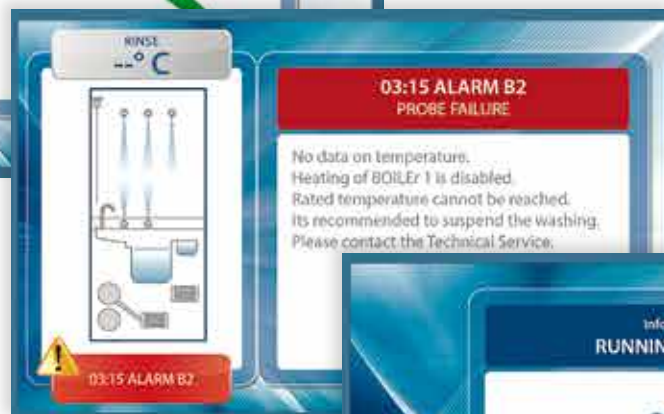 RINSE
--° C
03:15 ALARM B2
PROBE FAILURE
No data on temperature.
Heating of BOILEr 1 is disabled.
Rated temperature cannot be reached.
Its recommended to suspend the washing.
Please contact the Technical Service.
03:15 ALARM B2
RUNNIN